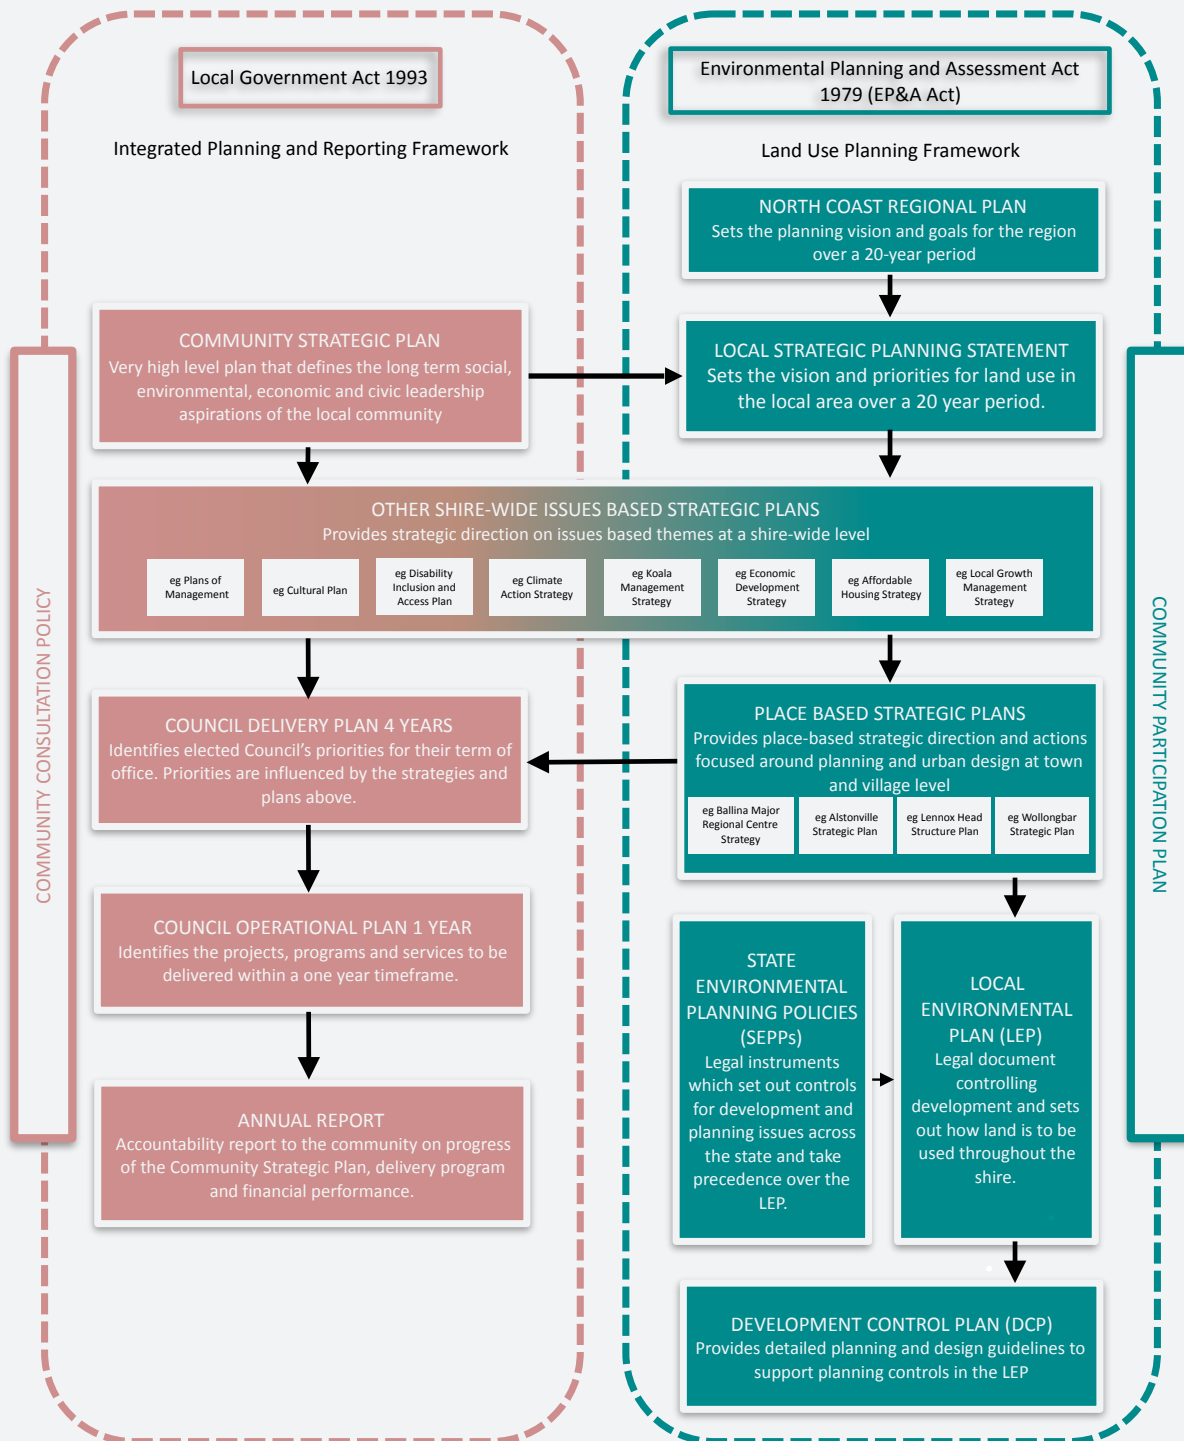 Local Government Act 1993
Integrated Planning and Reporting Framework
Environmental Planning and Assessment Act
1979 (EP&A Act)
Land Use Planning Framework
NORTH COAST REGIONAL PLAN
Sets the planning vision and goals for the region
over a 20-year period
COMMUNITY STRATEGIC PLAN
Very high level plan that defines the long term social,
environmental, economic and civic leadership
aspirations of the local community
LOCAL STRATEGIC PLANNING STATEMENT
Sets the vision and priorities for land use in
the local area over a 20 year period.
OTHER SHIRE-WIDE ISSUES BASED STRATEGIC PLANS
Provides strategic direction on issues based themes at a shire-wide level
eg Plans of
Management
eg Cultural Plan
eg Disability
Inclusion and
Access Plan
eg Climate
Action Strategy
eg Koala
Management
Strategy
eg Economic
Development
Strategy
eg Affordable
Housing Strategy
eg Local Growth
Management
Strategy
COUNCIL DELIVERY PLAN 4 YEARS
Identifies elected Council's priorities for their term of
office. Priorities are influenced by the strategies and
plans above.
PLACE BASED STRATEGIC PLANS
Provides place-based strategic direction and actions
focused around planning and urban design at town
and village level
eg Ballina Major
Regional Centre
Strategy
eg Alstonville
Strategic Plan
eg Lennox Head
Structure Plan
eg Wollongbar
Strategic Plan
COUNCIL OPERATIONAL PLAN 1 YEAR
Identifies the projects, programs and services to be
delivered within a one year timeframe.
STATE
ENVIRONMENTAL
PLANNING POLICIES
(SEPPs)
Legal instruments
which set out controls
for development and
planning issues across
the state and take
precedence over the
LEP.
LOCAL
ENVIRONMENTAL
PLAN (LEP)
Legal document
controlling
development and sets
out how land is to be
used throughout the
shire.
ANNUAL REPORT
Accountability report to the community on progress
of the Community Strategic Plan, delivery program
and financial performance.
DEVELOPMENT CONTROL PLAN (DCP)
Provides detailed planning and design guidelines to
support planning controls in the LEP
COMMUNITY CONSULTATION POLICY
COMMUNITY PARTICIPATION PLAN